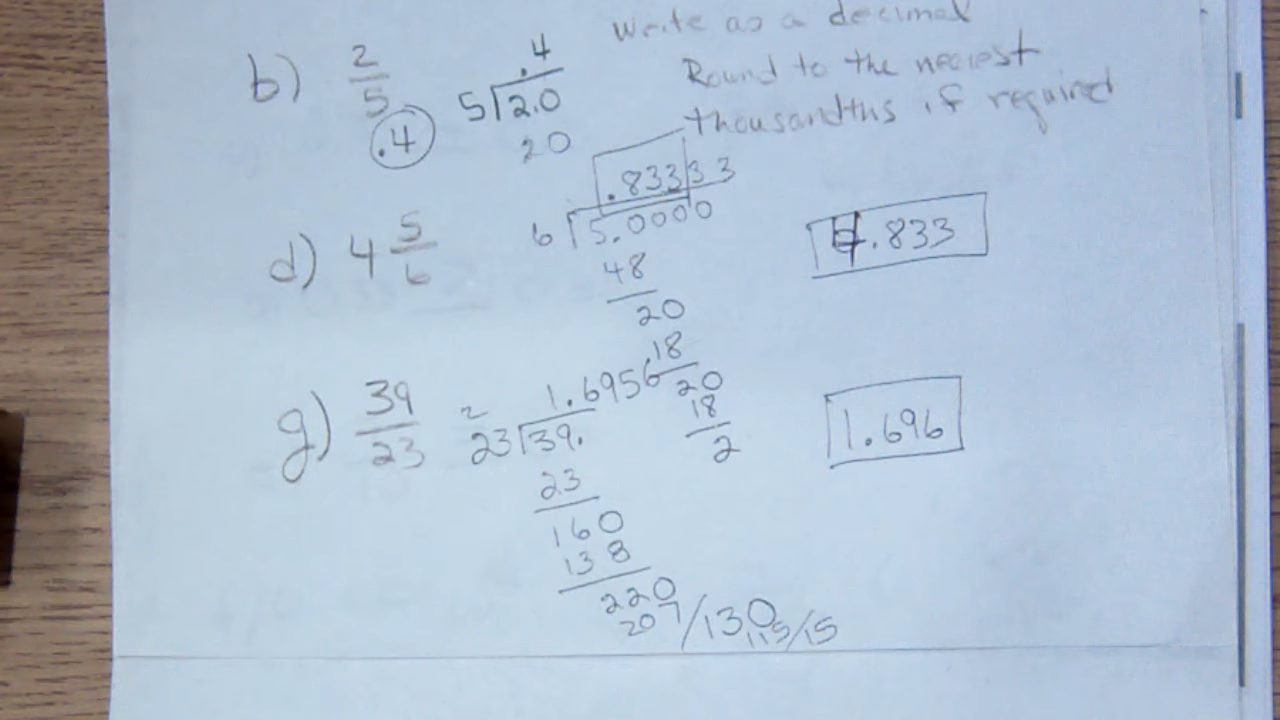 write as a decimal
Round to the nearest
thousandths if required
b) 2/5 .4
5√2.0
.4 20
.83333
d) 4 5/6 6√5.0000 4.833
48
20
18
20
18
2
g) 39/23 1.6956
2
23√39. 1.696
23
160
138
220
207/130
115/15